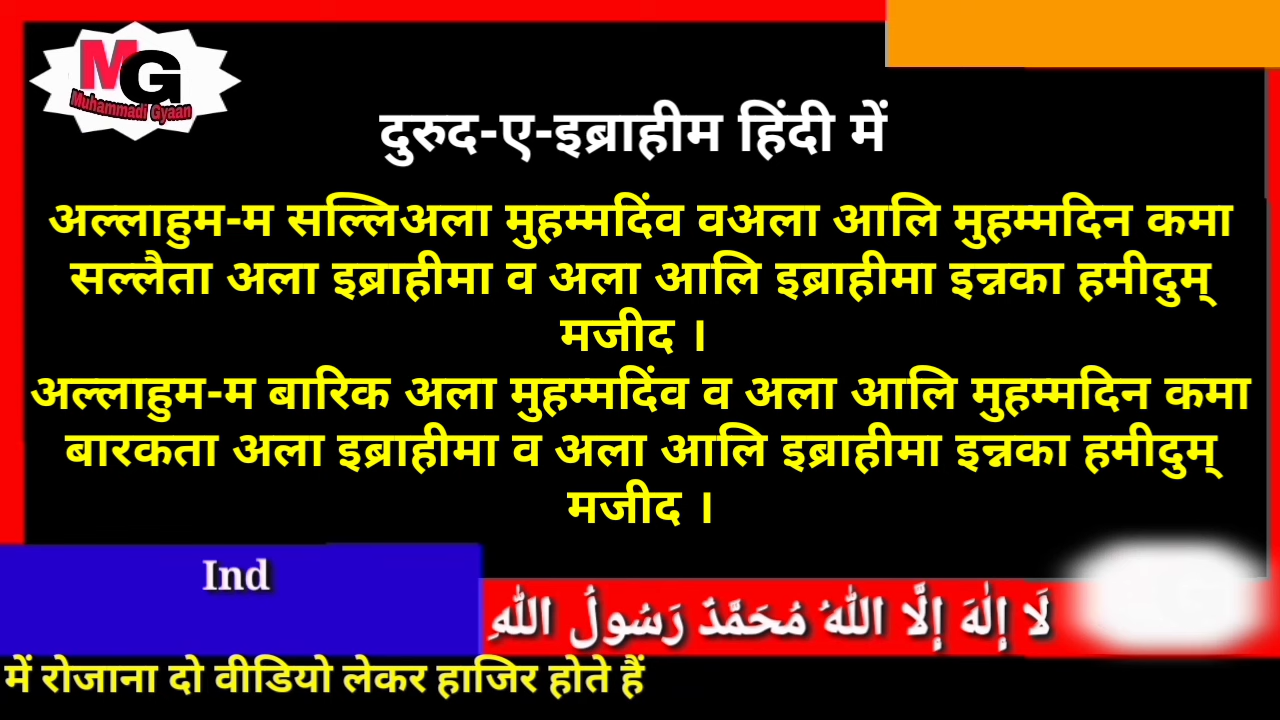 MG
Muhammadi Gyaan
दुरुद-ए-इब्राहीम हिंदी में
अल्लाहुम-म सल्लिअला मुहम्मदिंव वअला आलि मुहम्मदिन कमा
सल्लैता अला इब्राहीमा व अला आलि इब्राहीमा इन्नका हमीदुम्
मजीद ।
अल्लाहुम-म बारिक अला मुहम्मदिंव व अला आलि मुहम्मदिन कमा
बारकता अला इब्राहीमा व अला आलि इब्राहीमा इन्नका हमीदुम्
मजीद ।
Ind
لَا إِلٰهَ إِلَّا اللهُ مُحَمَّدٌ رَسُولُ اللهِ
में रोजाना दो वीडियो लेकर हाजिर होते हैं